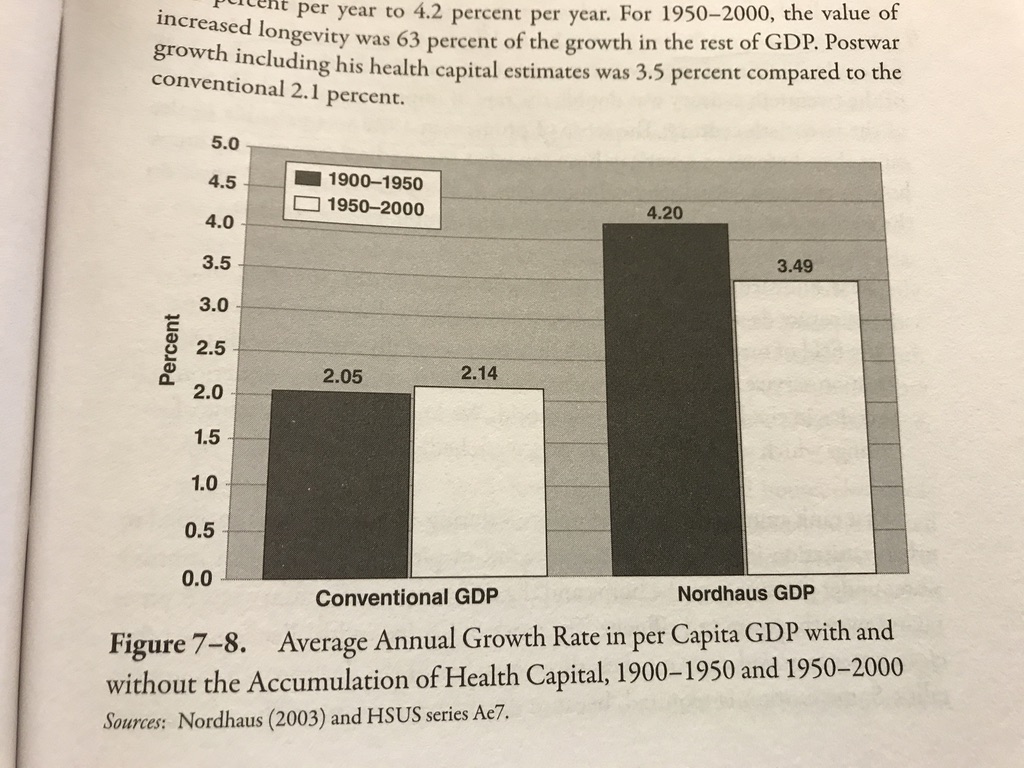 per year to 4.2 percent per year. For 1950–2000, the value of
increased longevity was 63 percent of the growth in the rest of GDP. Postwar
growth including his health capital estimates was 3.5 percent compared to the
conventional 2.1 percent.
5.0
4.5
4.0
3.5
3.0
2.5
2.0
1.5
1.0
0.5
0.0
Percent
1900–1950
1950–2000
2.05
2.14
4.20
3.49
Conventional GDP
Nordhaus GDP
Figure 7–8. Average Annual Growth Rate in per Capita GDP with and
without the Accumulation of Health Capital, 1900–1950 and 1950–2000
Sources: Nordhaus (2003) and HSUS series Ae7.